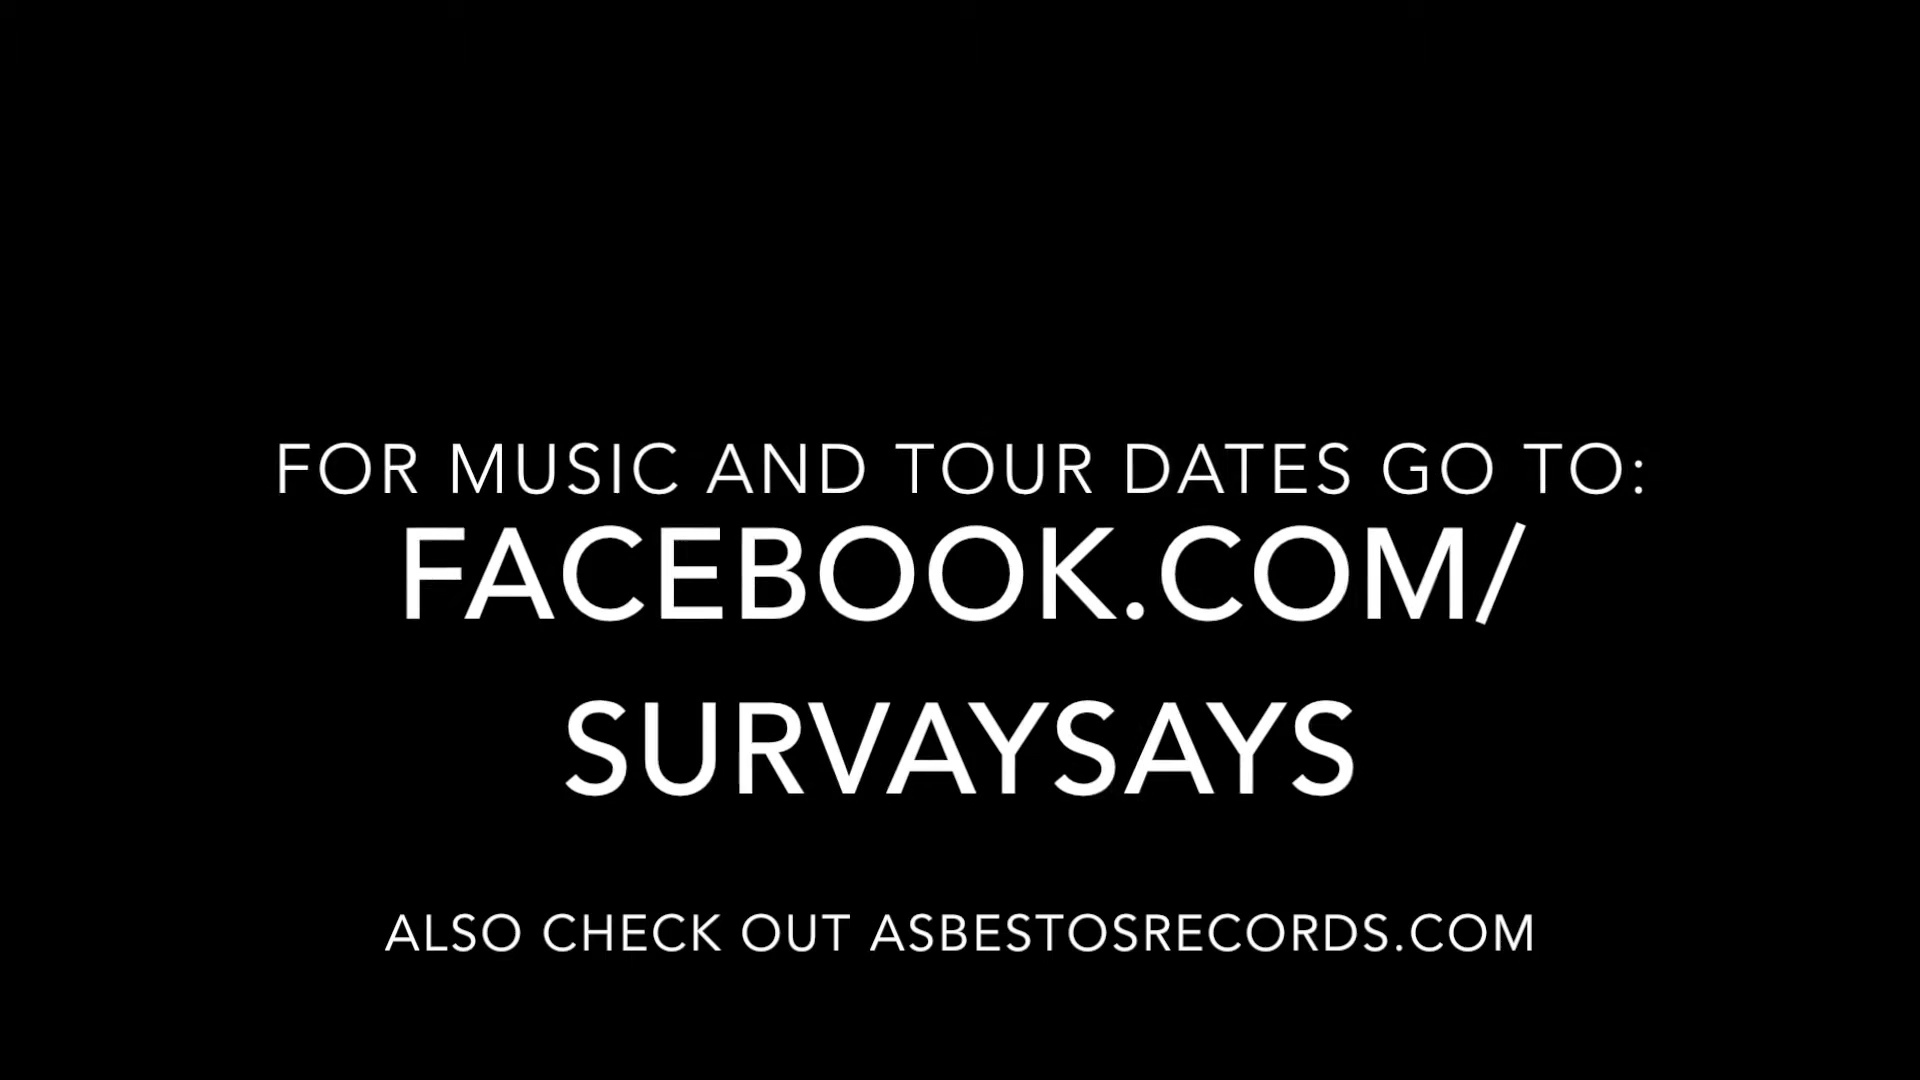 FOR MUSIC AND TOUR DATES GO TO:
FACEBOOK.COM/
SURVAYSAYS
ALSO CHECK OUT ASBESTOSRECORDS.COM